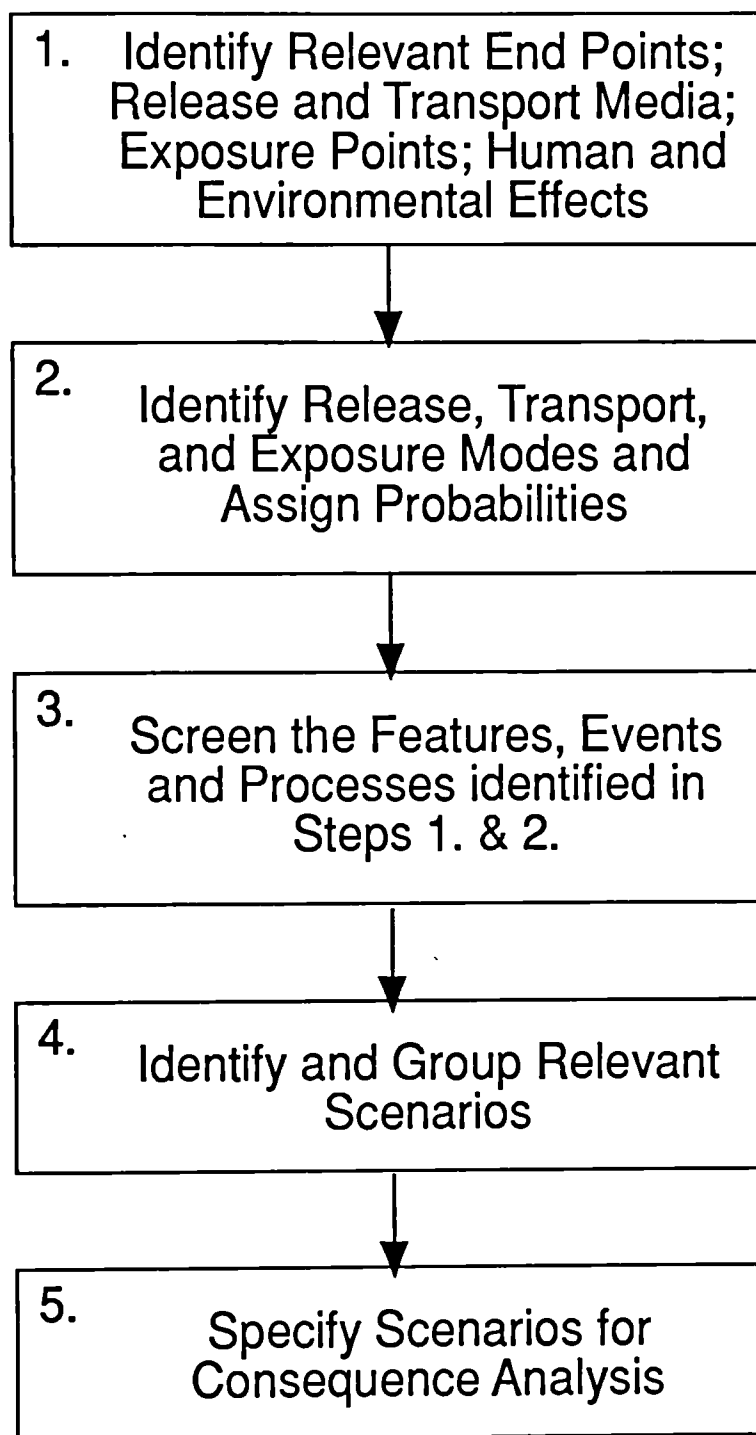 1. Identify Relevant End Points;
Release and Transport Media;
Exposure Points; Human and
Environmental Effects
2. Identify Release, Transport,
and Exposure Modes and
Assign Probabilities
3. Screen the Features, Events
and Processes identified in
Steps 1. & 2.
4. Identify and Group Relevant
Scenarios
5. Specify Scenarios for
Consequence Analysis